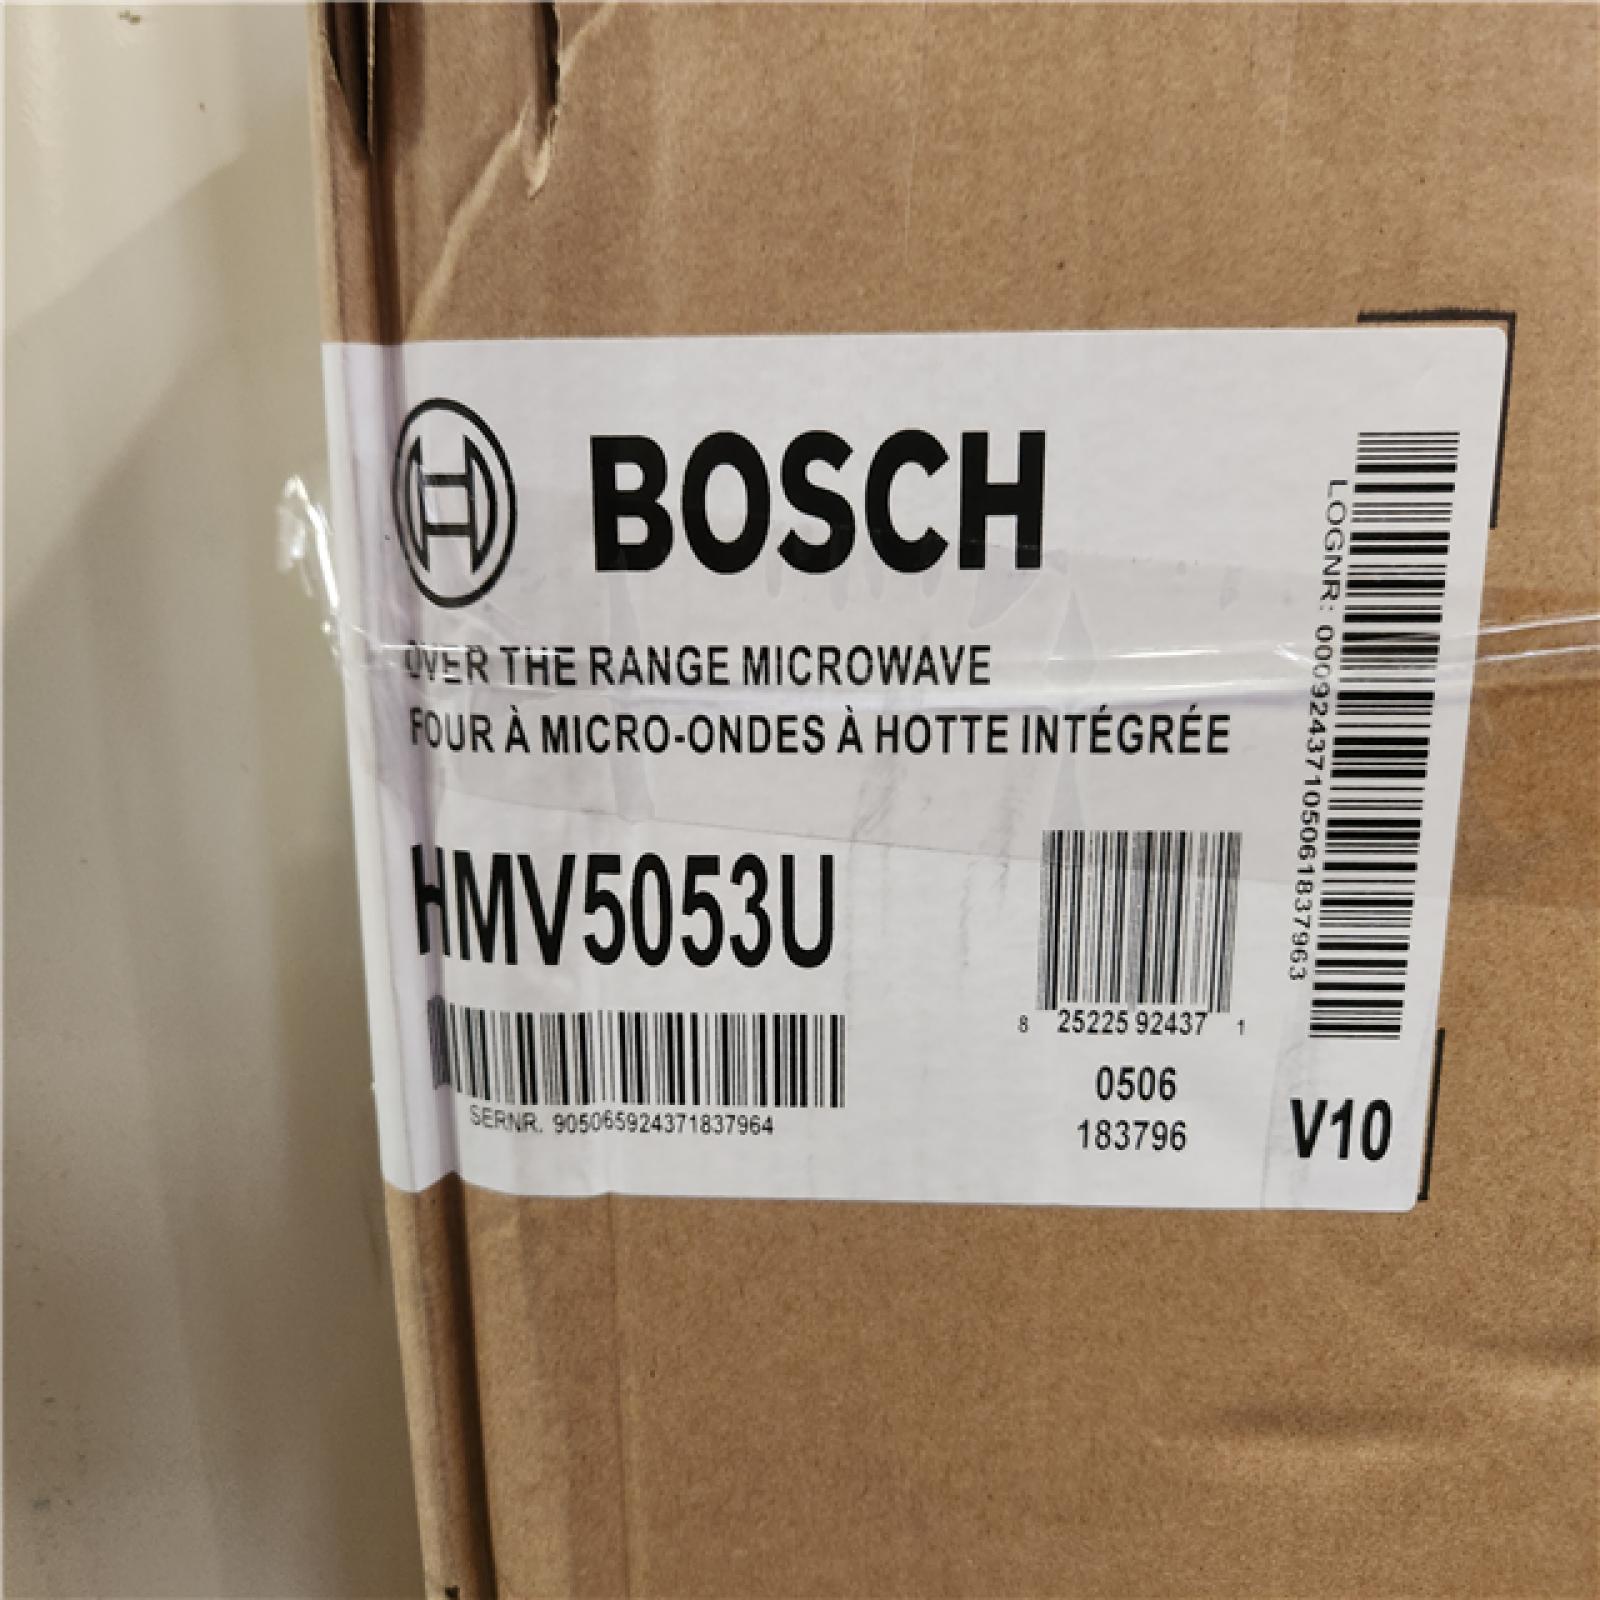 BOSCH
OVER THE RANGE MICROWAVE
FOUR À MICRO-ONDES À HOTTE INTÉGRÉE
HMV5053U
SERNR. 905065924371837964
8 25225 92437 1
0506
183796
LOGNR: 00092437105061837963
V10